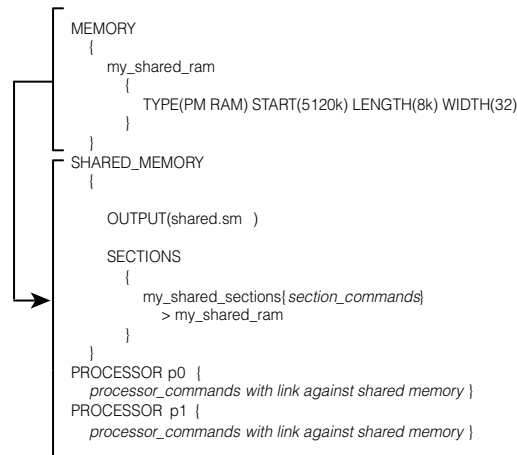 MEMORY
{
my_shared_ram
{
TYPE(PM RAM) START(5120k) LENGTH(8k) WIDTH(32)
}
}
SHARED_MEMORY
{
OUTPUT(shared.sm )
SECTIONS
{
my_shared_sections{section_commands}
> my_shared_ram
}
}
PROCESSOR p0 {
processor_commands with link against shared memory }
PROCESSOR p1 {
processor_commands with link against shared memory }